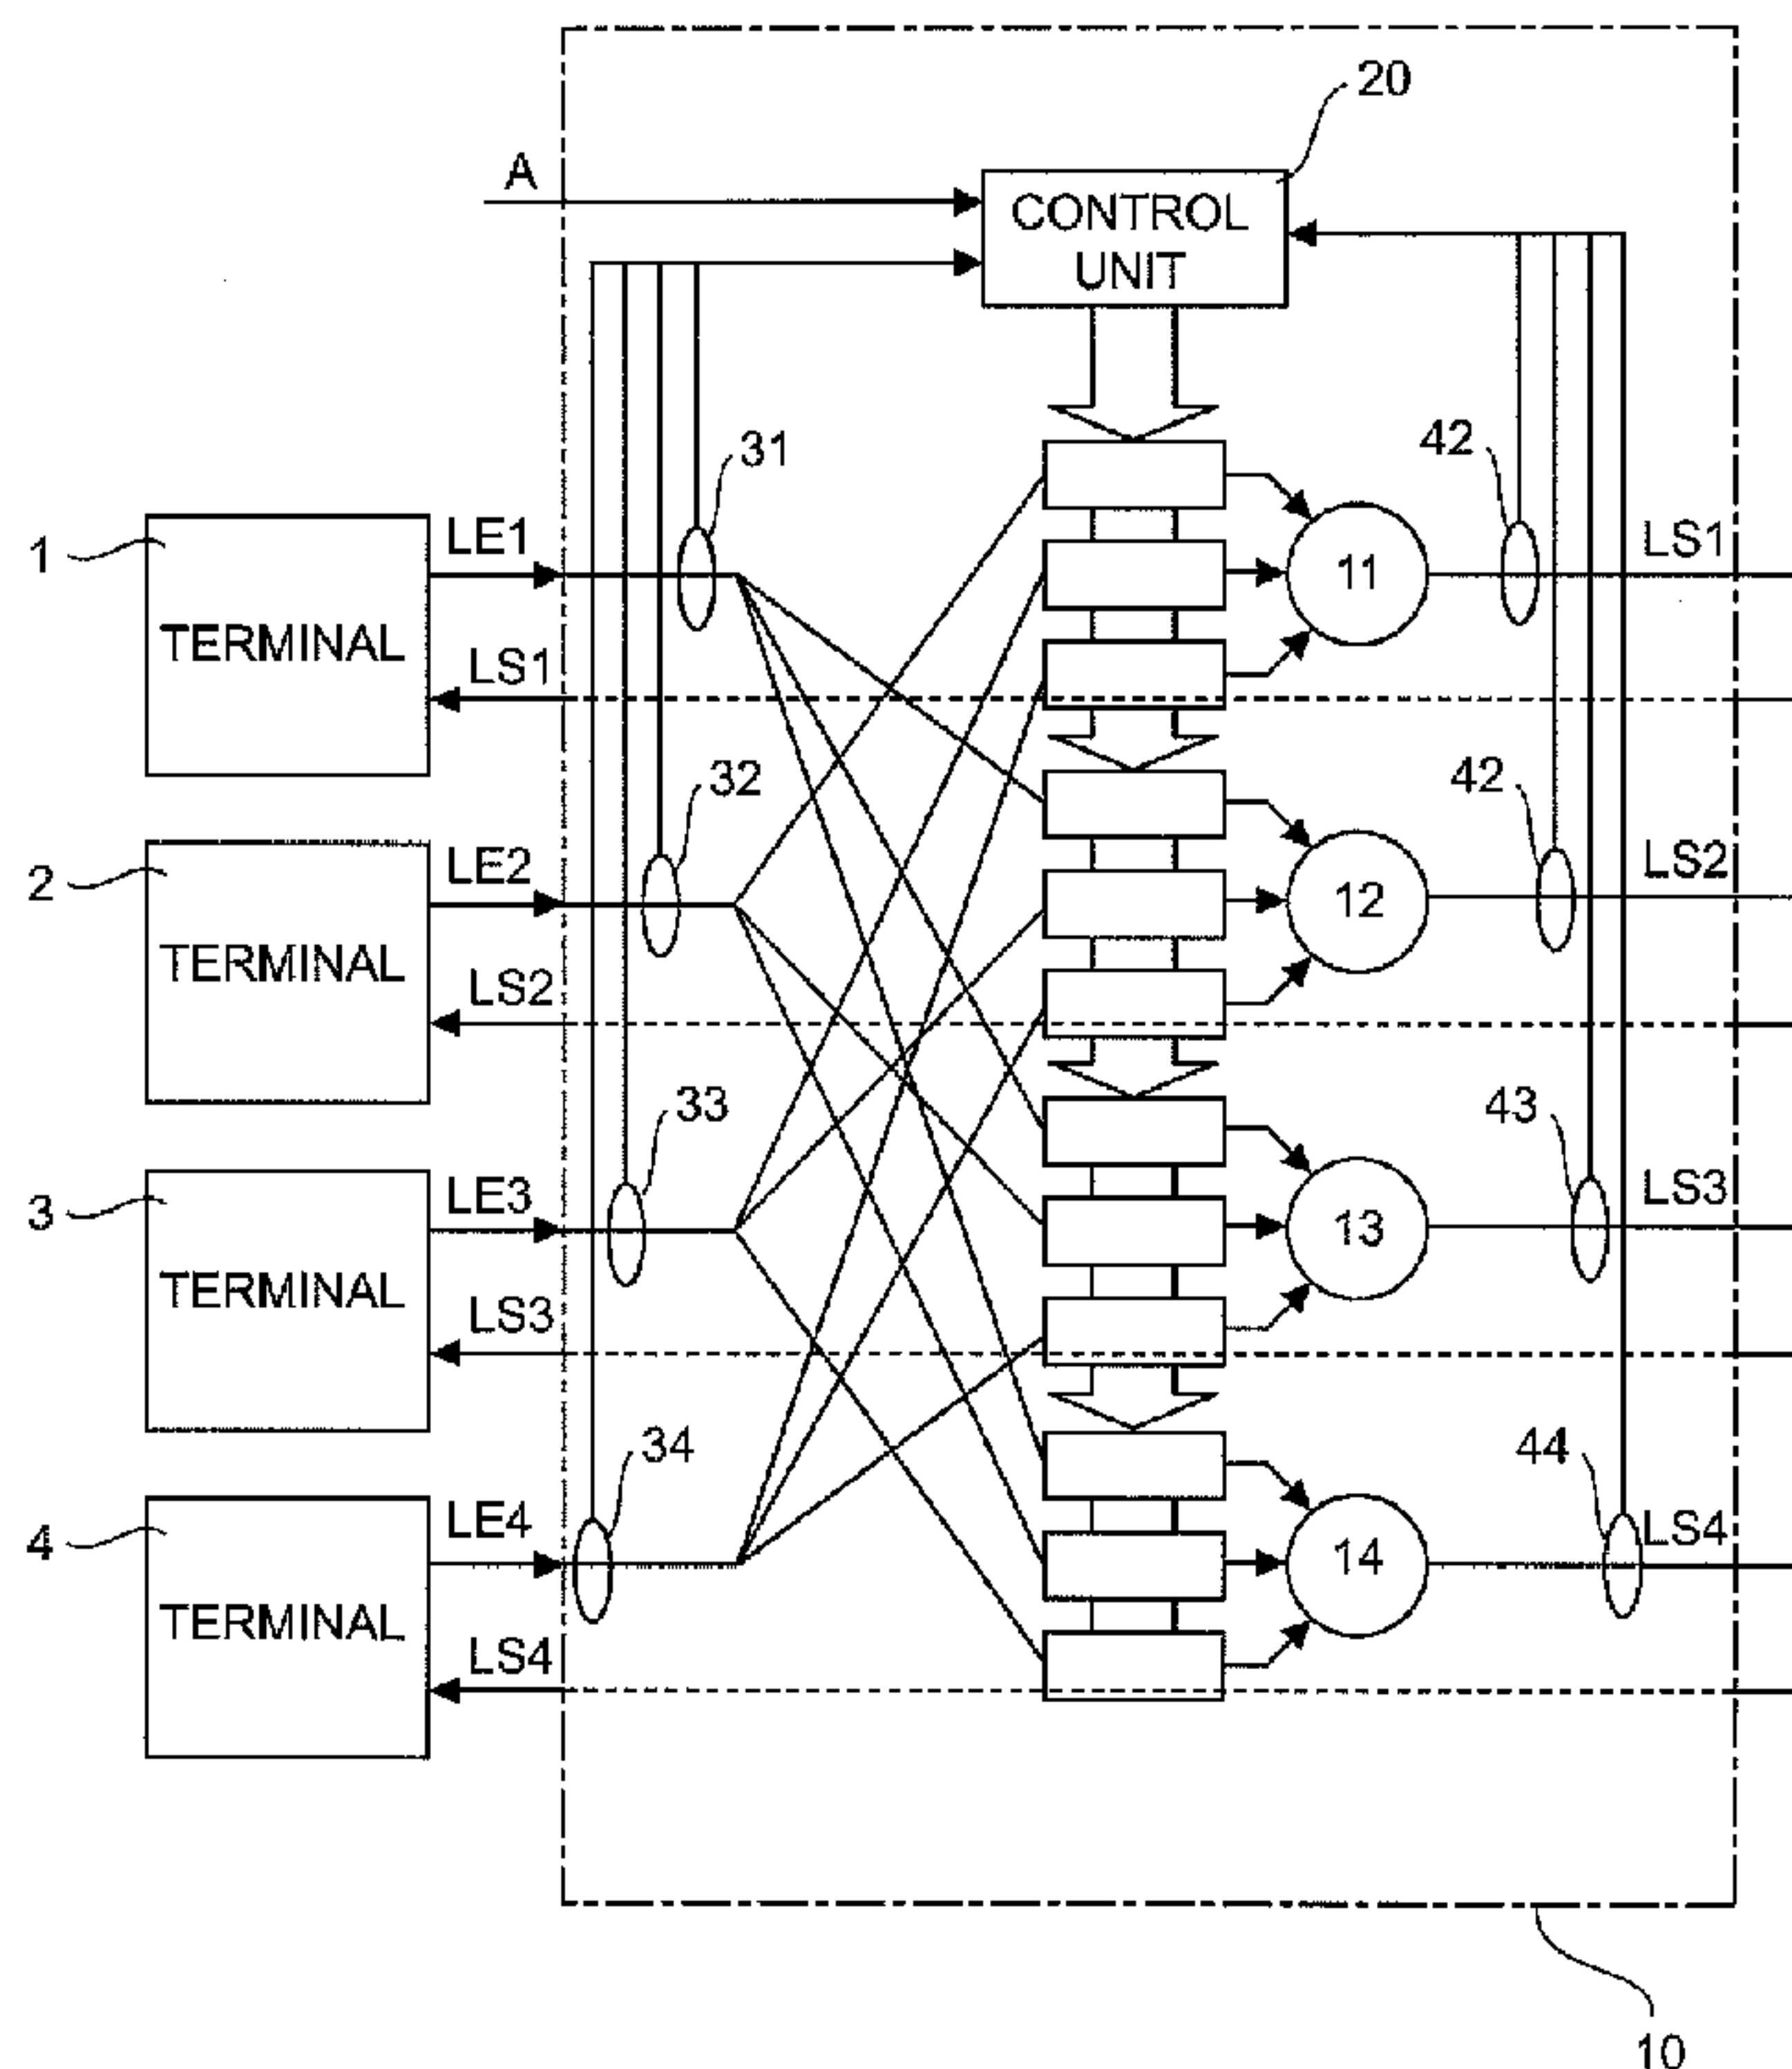 20
A
CONTROL
UNIT
31
42
1
LE1
11
LS1
TERMINAL
LS1
32
42
2
LE2
12
LS2
TERMINAL
LS2
33
43
3
LE3
13
LS3
TERMINAL
LS3
34
44
4
LE4
14
LS4
TERMINAL
LS4
10